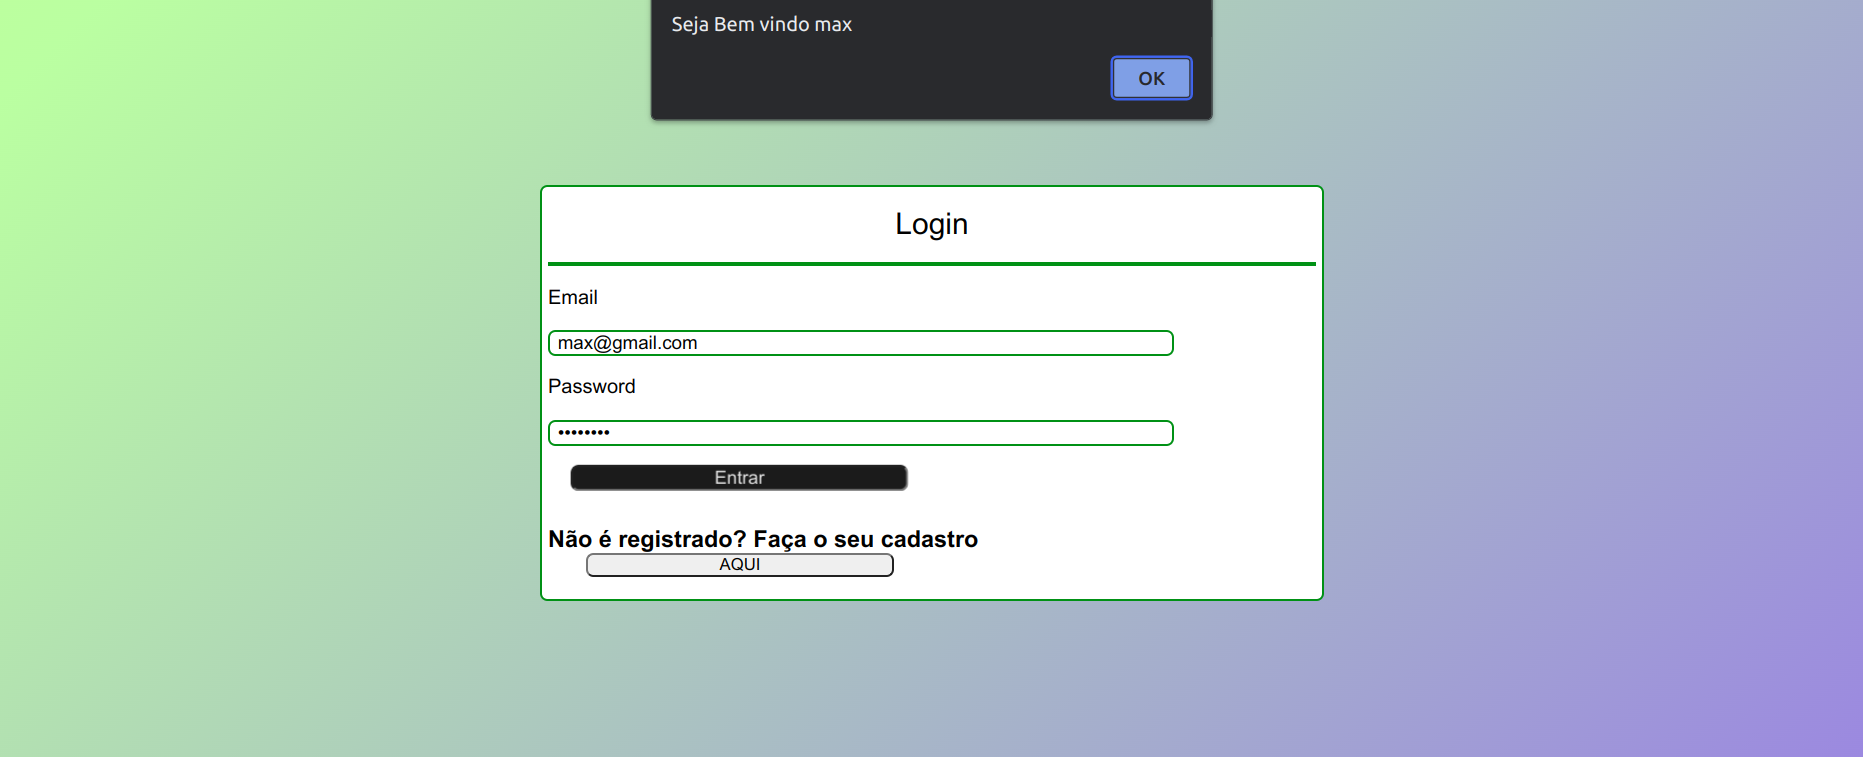 Seja Bem vindo max
OK
Login
Email
max@gmail.com
Password
••••••••
Entrar
Não é registrado? Faça o seu cadastro
AQUI